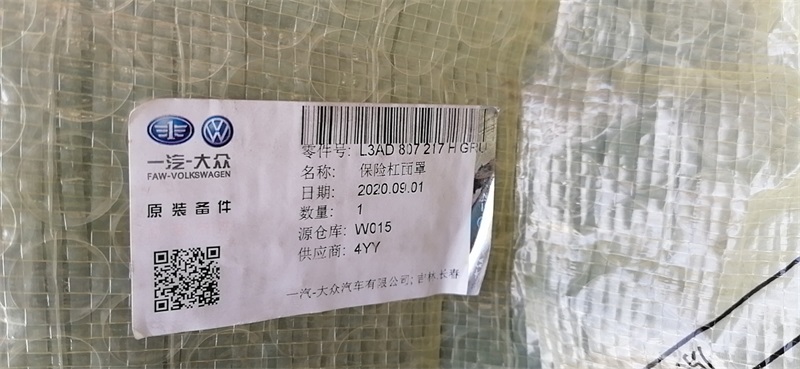 一汽-大众
FAW-VOLKSWAGEN
原装备件
零件号: L3AD 807 217 H GRU
名称: 保险杠面罩
日期: 2020.09.01
数量: 1
源仓库: W015
供应商: 4YY
一汽-大众汽车有限公司; 吉林.长春